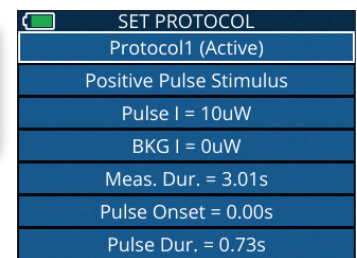 SET PROTOCOL
Protocol1 (Active)
Positive Pulse Stimulus
Pulse I = 10uW
BKG I = 0uW
Meas. Dur. = 3.01s
Pulse Onset = 0.00s
Pulse Dur. = 0.73s